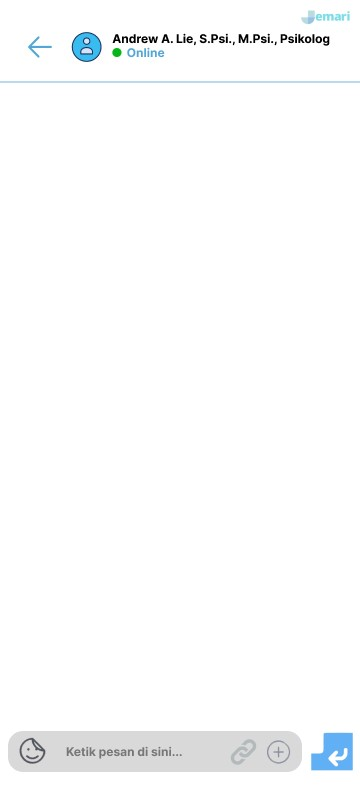 Jemari
Andrew A. Lie, S.Psi., M.Psi., Psikolog
Online
Ketik pesan di sini...